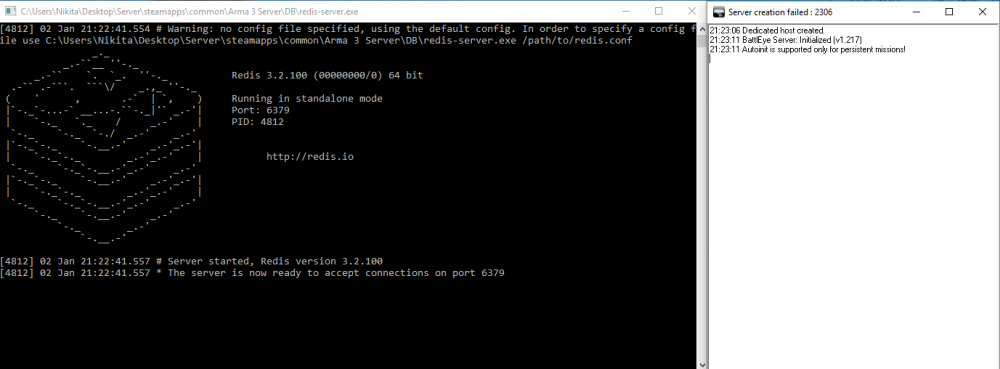 C:\Users\Nikita\Desktop\Server\steamapps\common\Arma 3 Server\DB\redis-server.exe
[4812] 02 Jan 21:22:41.554 # Warning: no config file specified, using the default config. In order to specify a config f
ile use C:\Users\Nikita\Desktop\Server\steamapps\common\Arma 3 Server\DB\redis-server.exe /path/to/redis.conf
Redis 3.2.100 (00000000/0) 64 bit
Running in standalone mode
Port: 6379
PID: 4812
http://redis.io
[4812] 02 Jan 21:22:41.557 # Server started, Redis version 3.2.100
[4812] 02 Jan 21:22:41.557 * The server is now ready to accept connections on port 6379
Server creation failed : 2306
21:23:06 Dedicated host created.
21:23:11 BattlEye Server: Initialized (v1.217)
21:23:11 Autoinit is supported only for persistent missions!